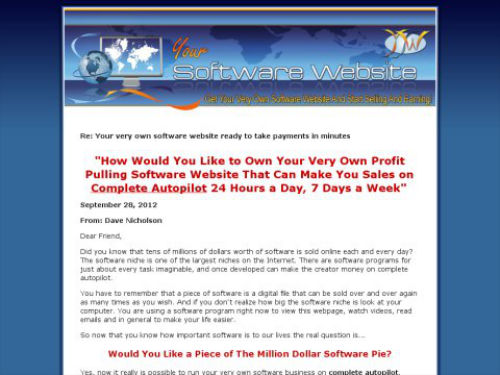 Your
YW
Software Website
Get Your Very Own Software Website And Start Selling And Earning!
Re: Your very own software website ready to take payments in minutes
"How Would You Like to Own Your Very Own Profit
Pulling Software Website That Can Make You Sales on
Complete Autopilot 24 Hours a Day, 7 Days a Week"
September 28, 2012
From: Dave Nicholson
Dear Friend,
Did you know that tens of millions of dollars worth of software is sold online each and every day?
The software niche is one of the largest niches on the Internet. There are software programs for
just about every task imaginable, and once developed can make the creator money on complete
autopilot.
You have to remember that a piece of software is a digital file that can be sold over and over again
as many times as you wish. And if you don't realize how big the software niche is look at your
computer. You are using a software program right now to view this webpage, watch videos, read
emails and in general to make your life easier.
So now that you know how important software is to our lives the real question is...
Would You Like a Piece of The Million Dollar Software Pie?
Yes, now it really is possible to run your very own software business on complete autopilot.